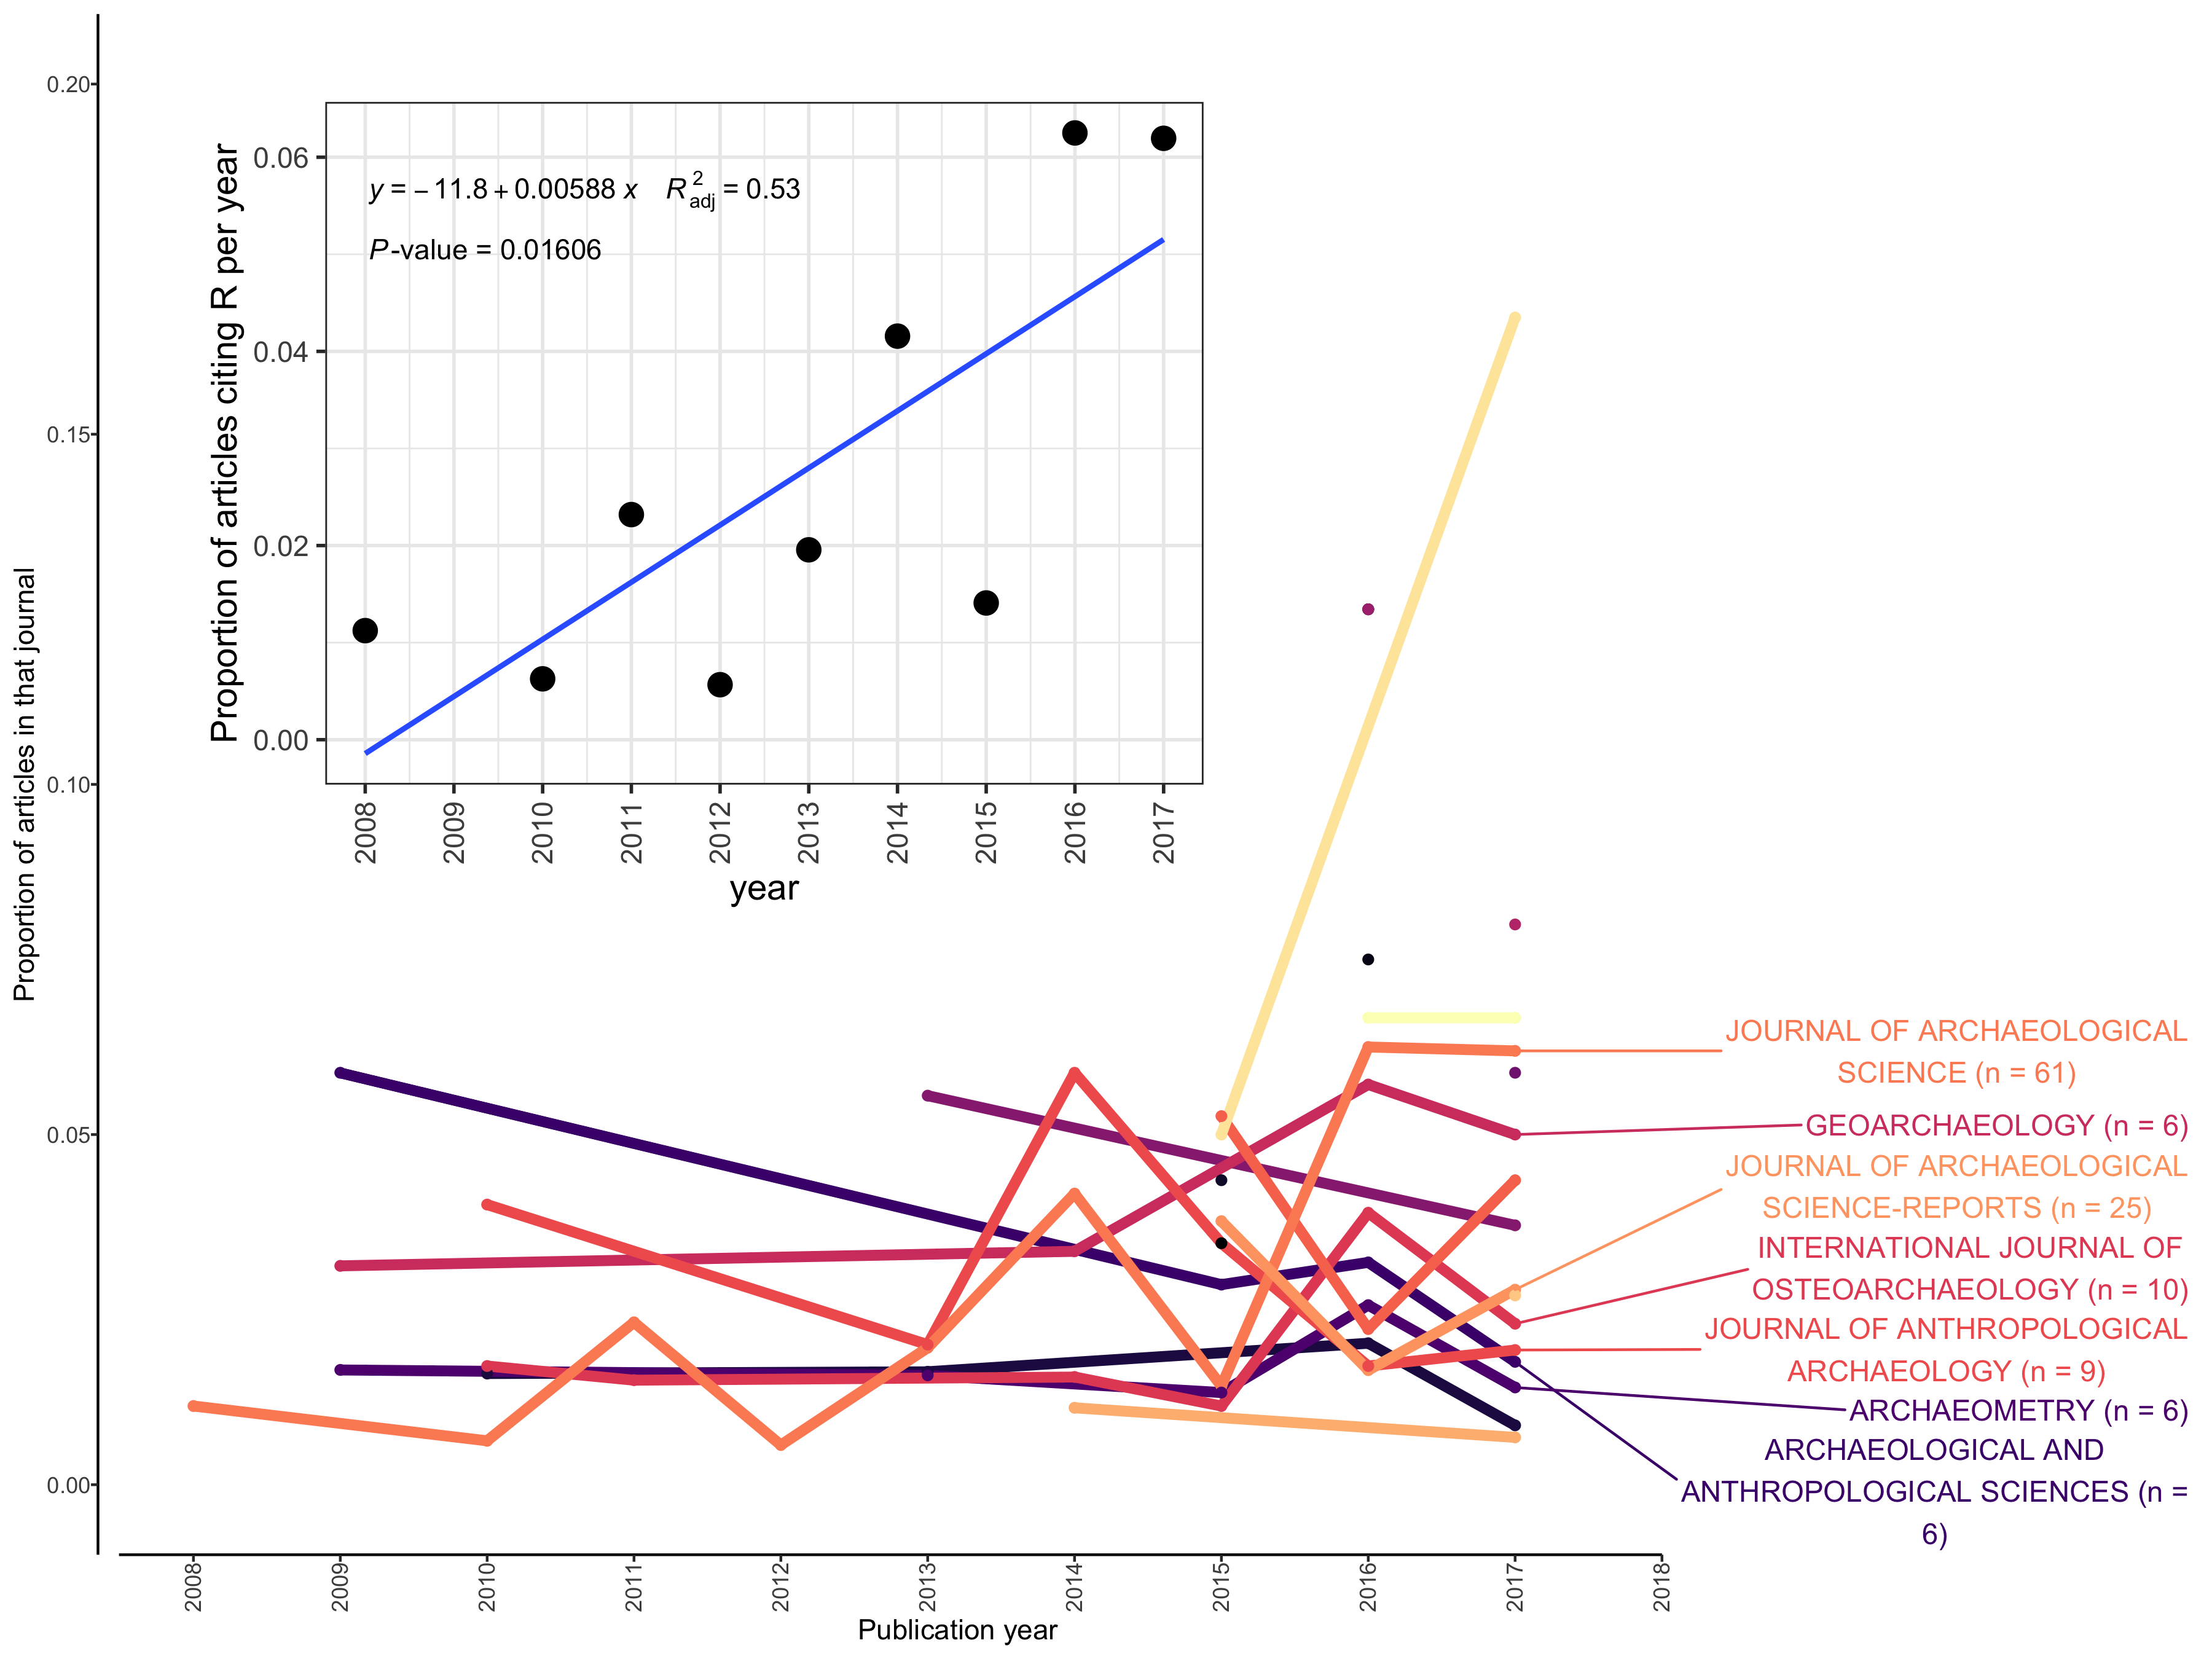 0.20
0.15
0.10
0.05
0.00
Proportion of articles in that journal
2008
2009
2010
2011
2012
2013
2014
2015
2016
2017
2018
Publication year
Proportion of articles citing R per year
0.06
0.04
0.02
0.00
y = − 11.8 + 0.00588 x R²adj = 0.53
P-value = 0.01606
2008
2009
2010
2011
2012
2013
2014
2015
2016
2017
year
JOURNAL OF ARCHAEOLOGICAL
SCIENCE (n = 61)
GEOARCHAEOLOGY (n = 6)
JOURNAL OF ARCHAEOLOGICAL
SCIENCE-REPORTS (n = 25)
INTERNATIONAL JOURNAL OF
OSTEOARCHAEOLOGY (n = 10)
JOURNAL OF ANTHROPOLOGICAL
ARCHAEOLOGY (n = 9)
ARCHAEOMETRY (n = 6)
ARCHAEOLOGICAL AND
ANTHROPOLOGICAL SCIENCES (n =
6)